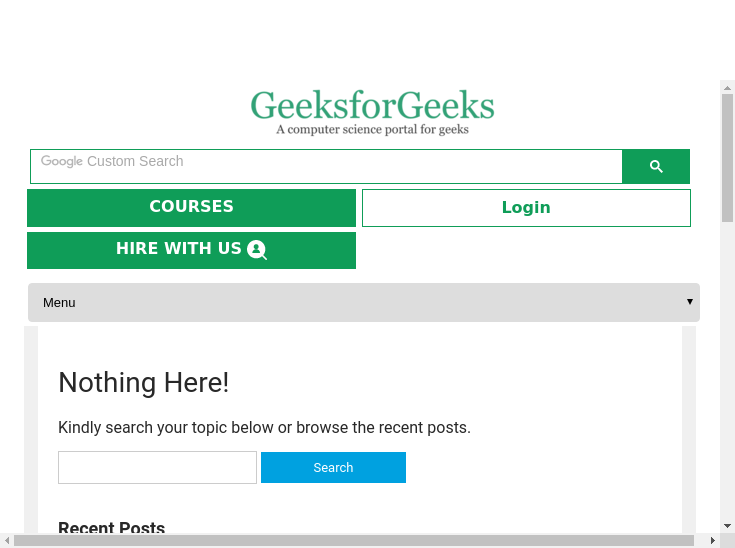 GeeksforGeeks
A computer science portal for geeks
Google Custom Search
COURSES
Login
HIRE WITH US
Menu
Nothing Here!
Kindly search your topic below or browse the recent posts.
Search
Recent Posts